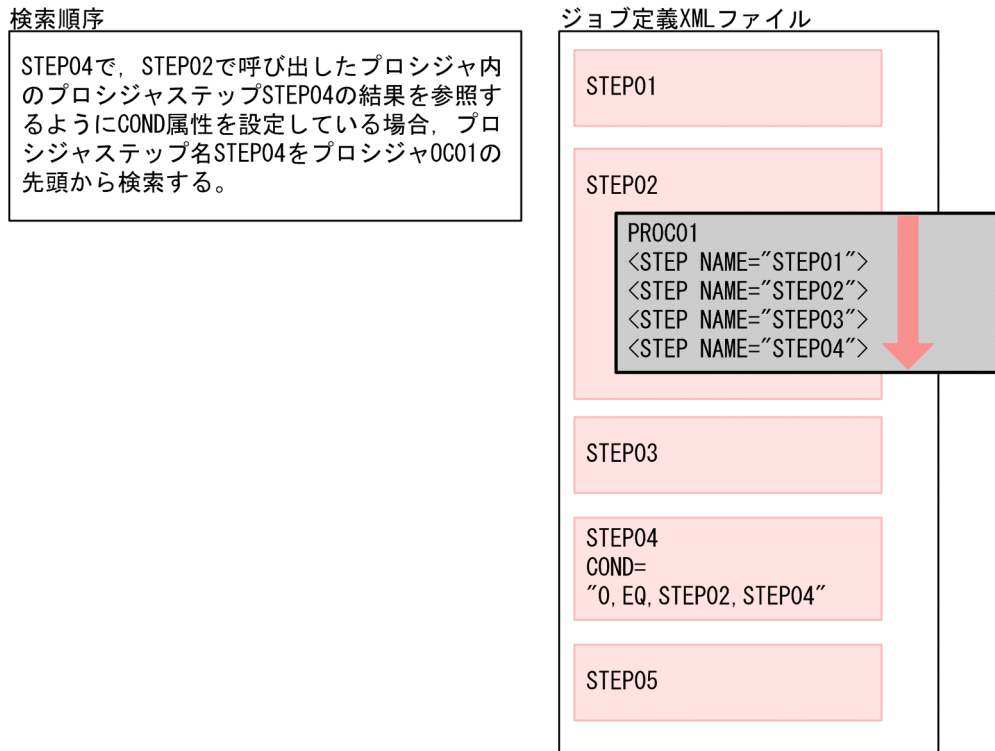 検索順序
STEP04で，STEP02で呼び出したプロシジャ内
のプロシジャステップSTEP04の結果を参照す
るようにCOND属性を設定している場合，プロ
シジャステップ名STEP04をプロシジャOC01の
先頭から検索する。
ジョブ定義XMLファイル
STEP01
STEP02
PROC01
<STEP NAME="STEP01">
<STEP NAME="STEP02">
<STEP NAME="STEP03">
<STEP NAME="STEP04">
STEP03
STEP04
COND=
"0,EQ,STEP02,STEP04"
STEP05